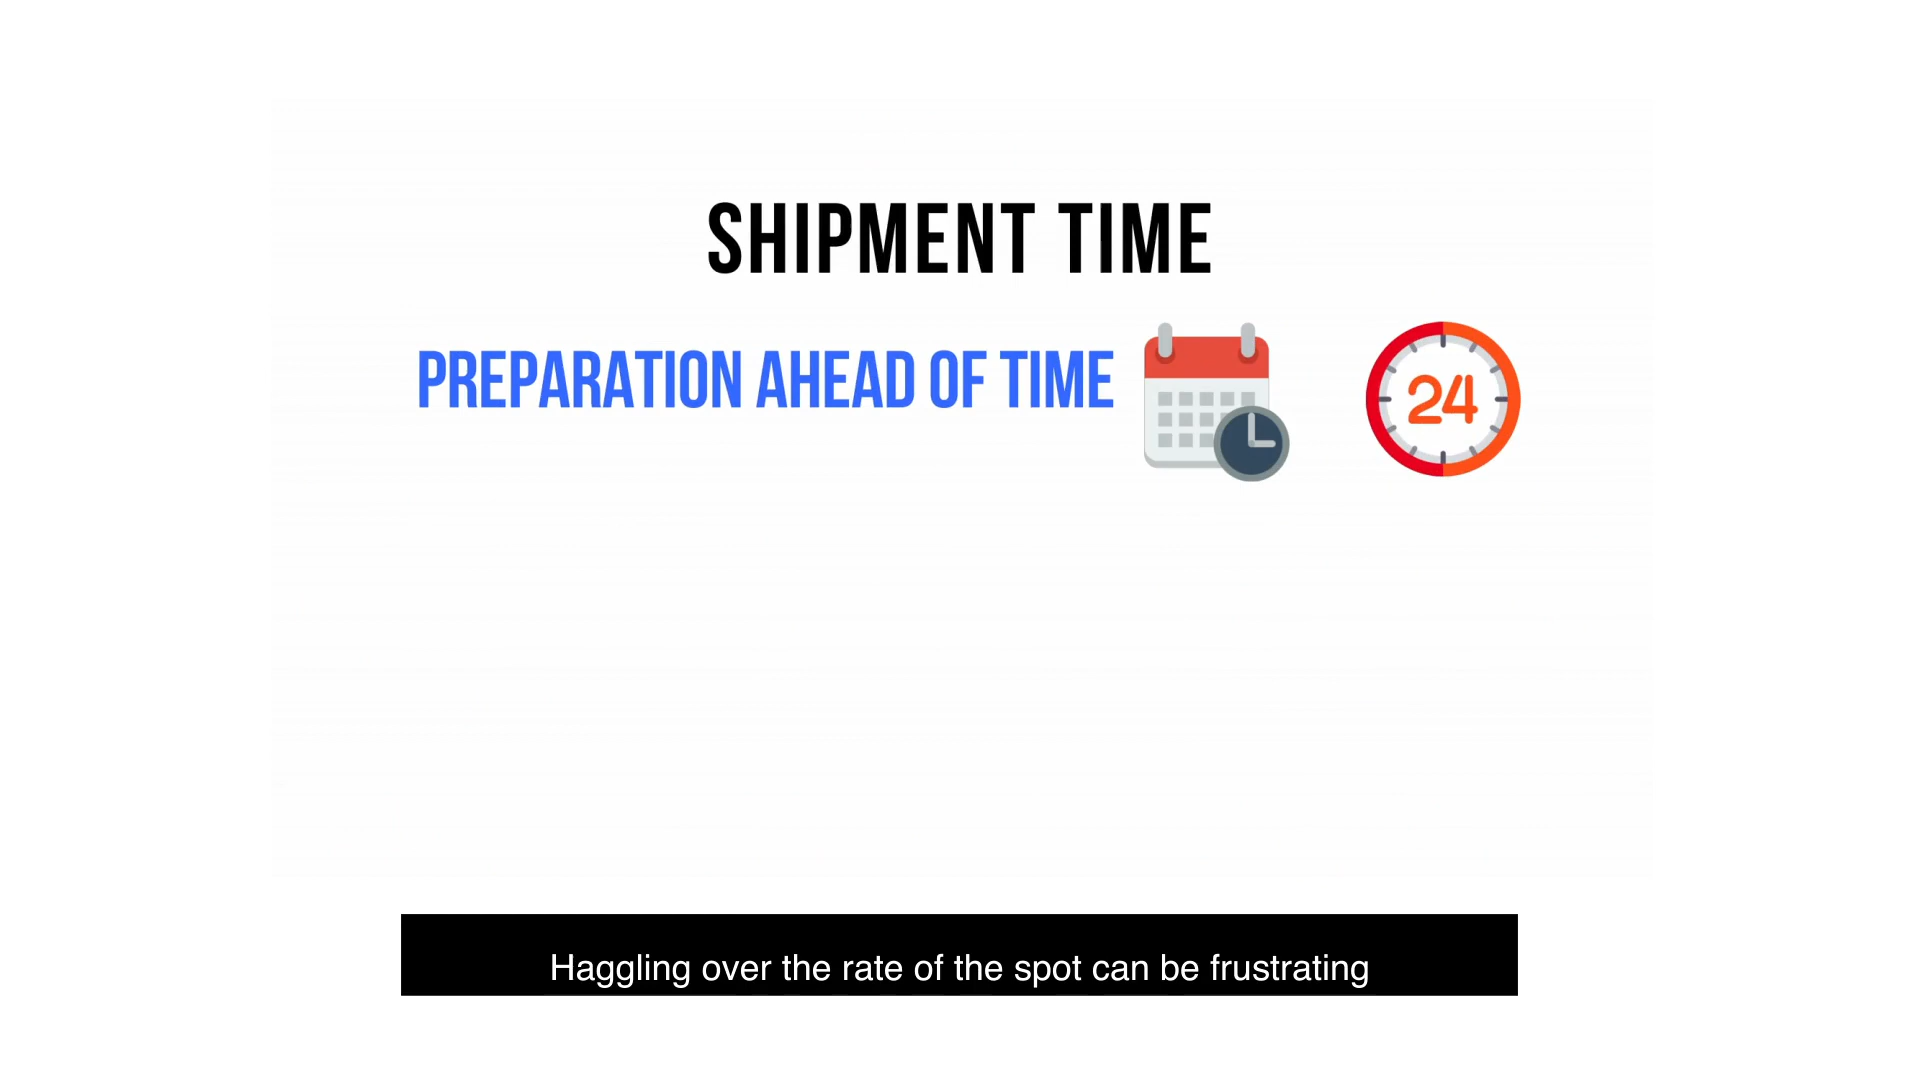 SHIPMENT TIME
PREPARATION AHEAD OF TIME
24
Haggling over the rate of the spot can be frustrating